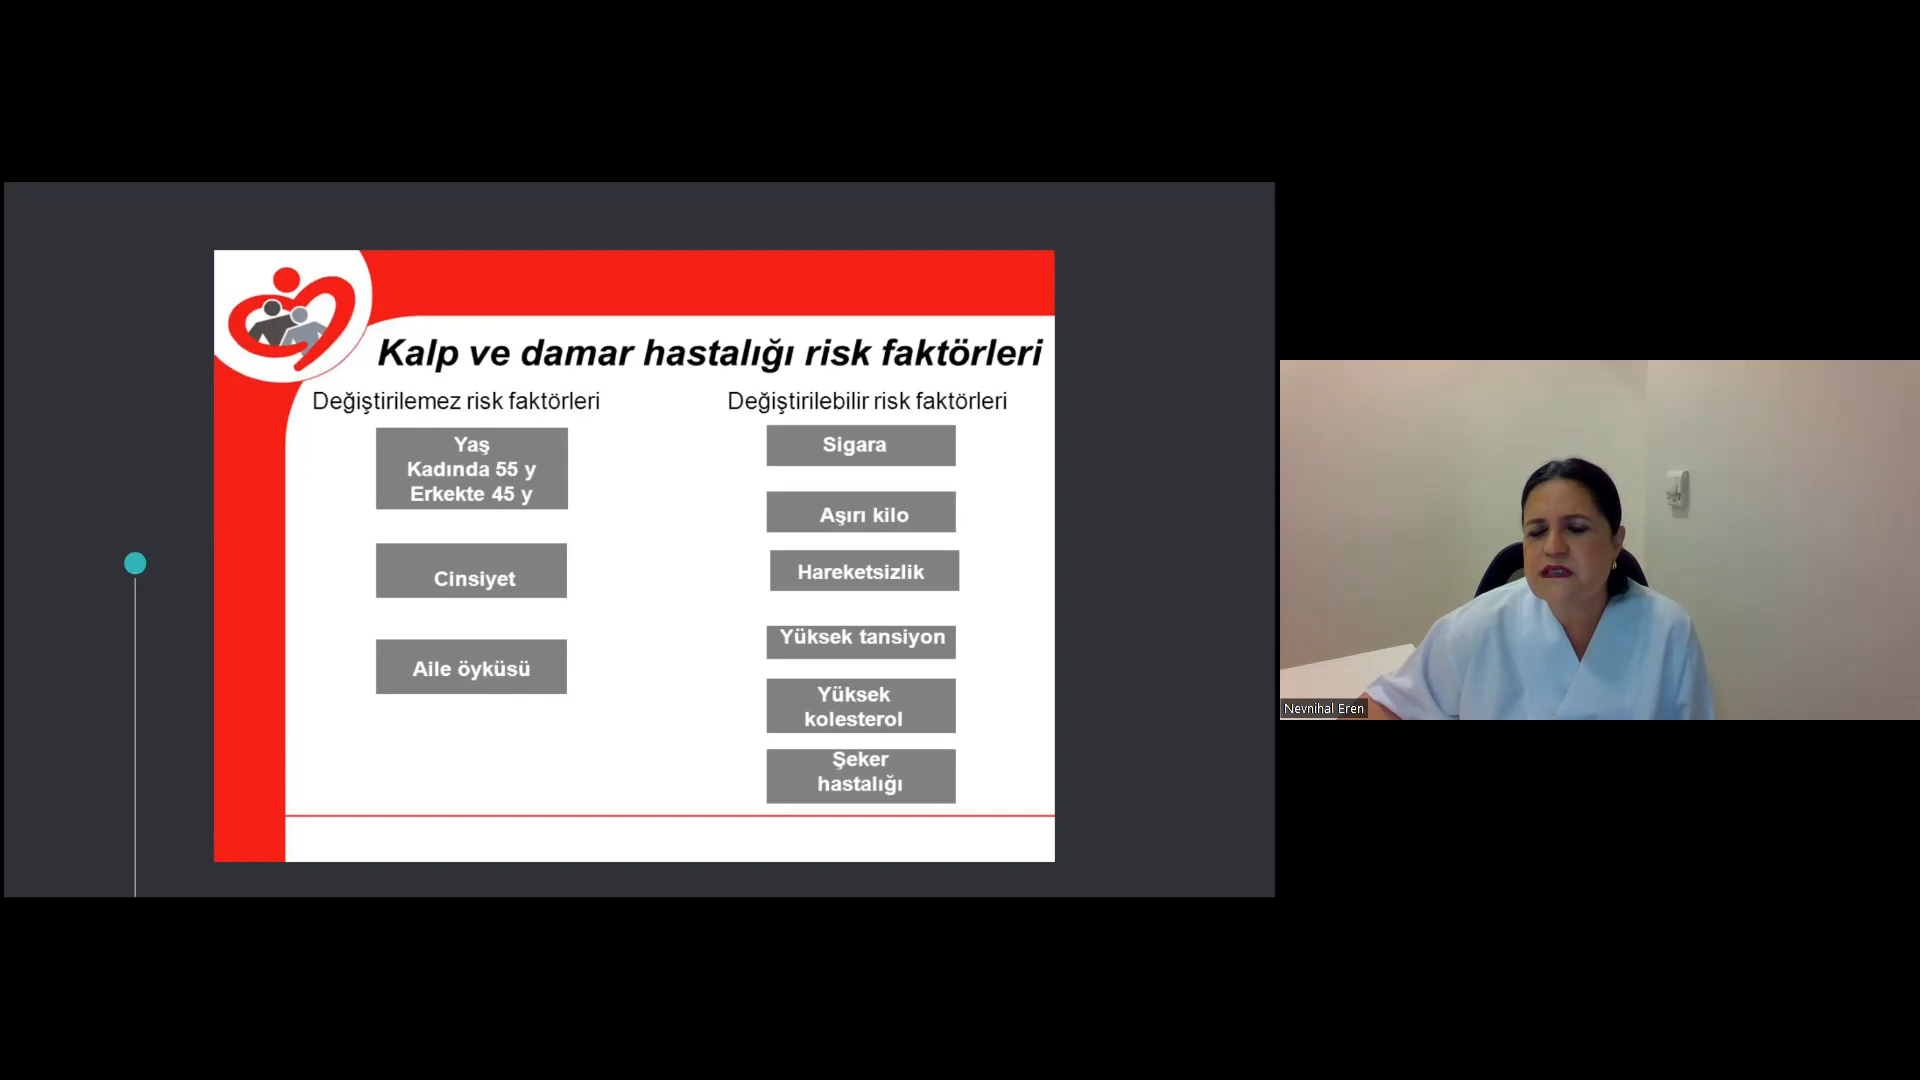 Kalp ve damar hastalığı risk faktörleri
Değiştirilemez risk faktörleri
Yaş
Kadında 55 y
Erkekte 45 y
Cinsiyet
Aile öyküsü
Değiştirilebilir risk faktörleri
Sigara
Aşırı kilo
Hareketsizlik
Yüksek tansiyon
Yüksek
kolesterol
Şeker
hastalığı
Nevnihal Eren